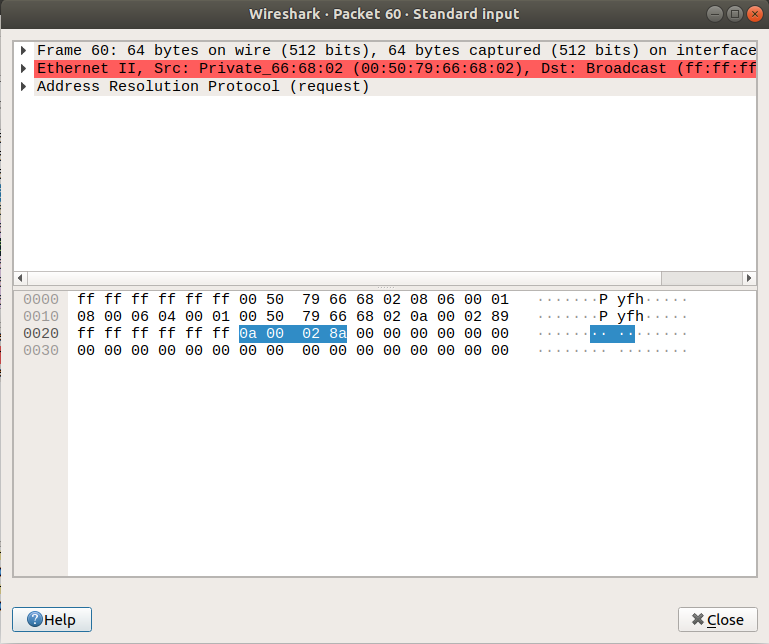 Wireshark · Packet 60 · Standard input
Frame 60: 64 bytes on wire (512 bits), 64 bytes captured (512 bits) on interface
Ethernet II, Src: Private_66:68:02 (00:50:79:66:68:02), Dst: Broadcast (ff:ff:ff
Address Resolution Protocol (request)
0000 ff ff ff ff ff ff 00 50 79 66 68 02 08 06 00 01 ·······P yfh·····
0010 08 00 06 04 00 01 00 50 79 66 68 02 0a 00 02 89 ·······P yfh·····
0020 ff ff ff ff ff ff 0a 00 02 8a 00 00 00 00 00 00 ········ ········
0030 00 00 00 00 00 00 00 00 00 00 00 00 00 00 00 00 ········ ········
Help
Close